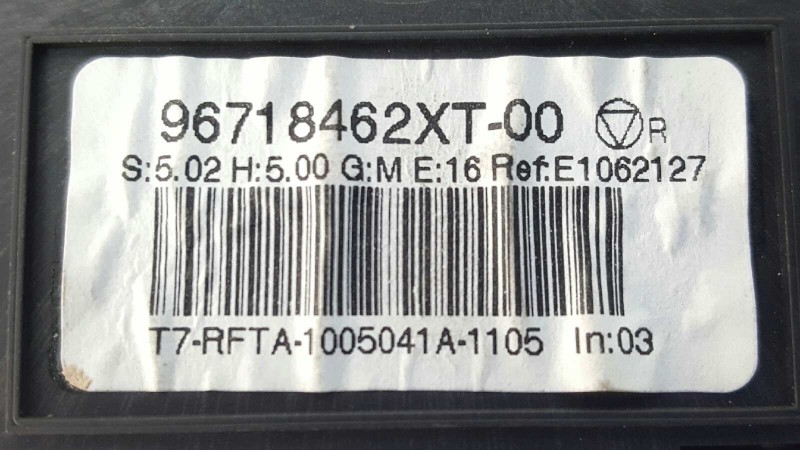 96718462XT-00 R
S:5.02 H:5.00 G:M E:16 Ref:E1062127
T7-RFTA-1005041A-1105 In:03